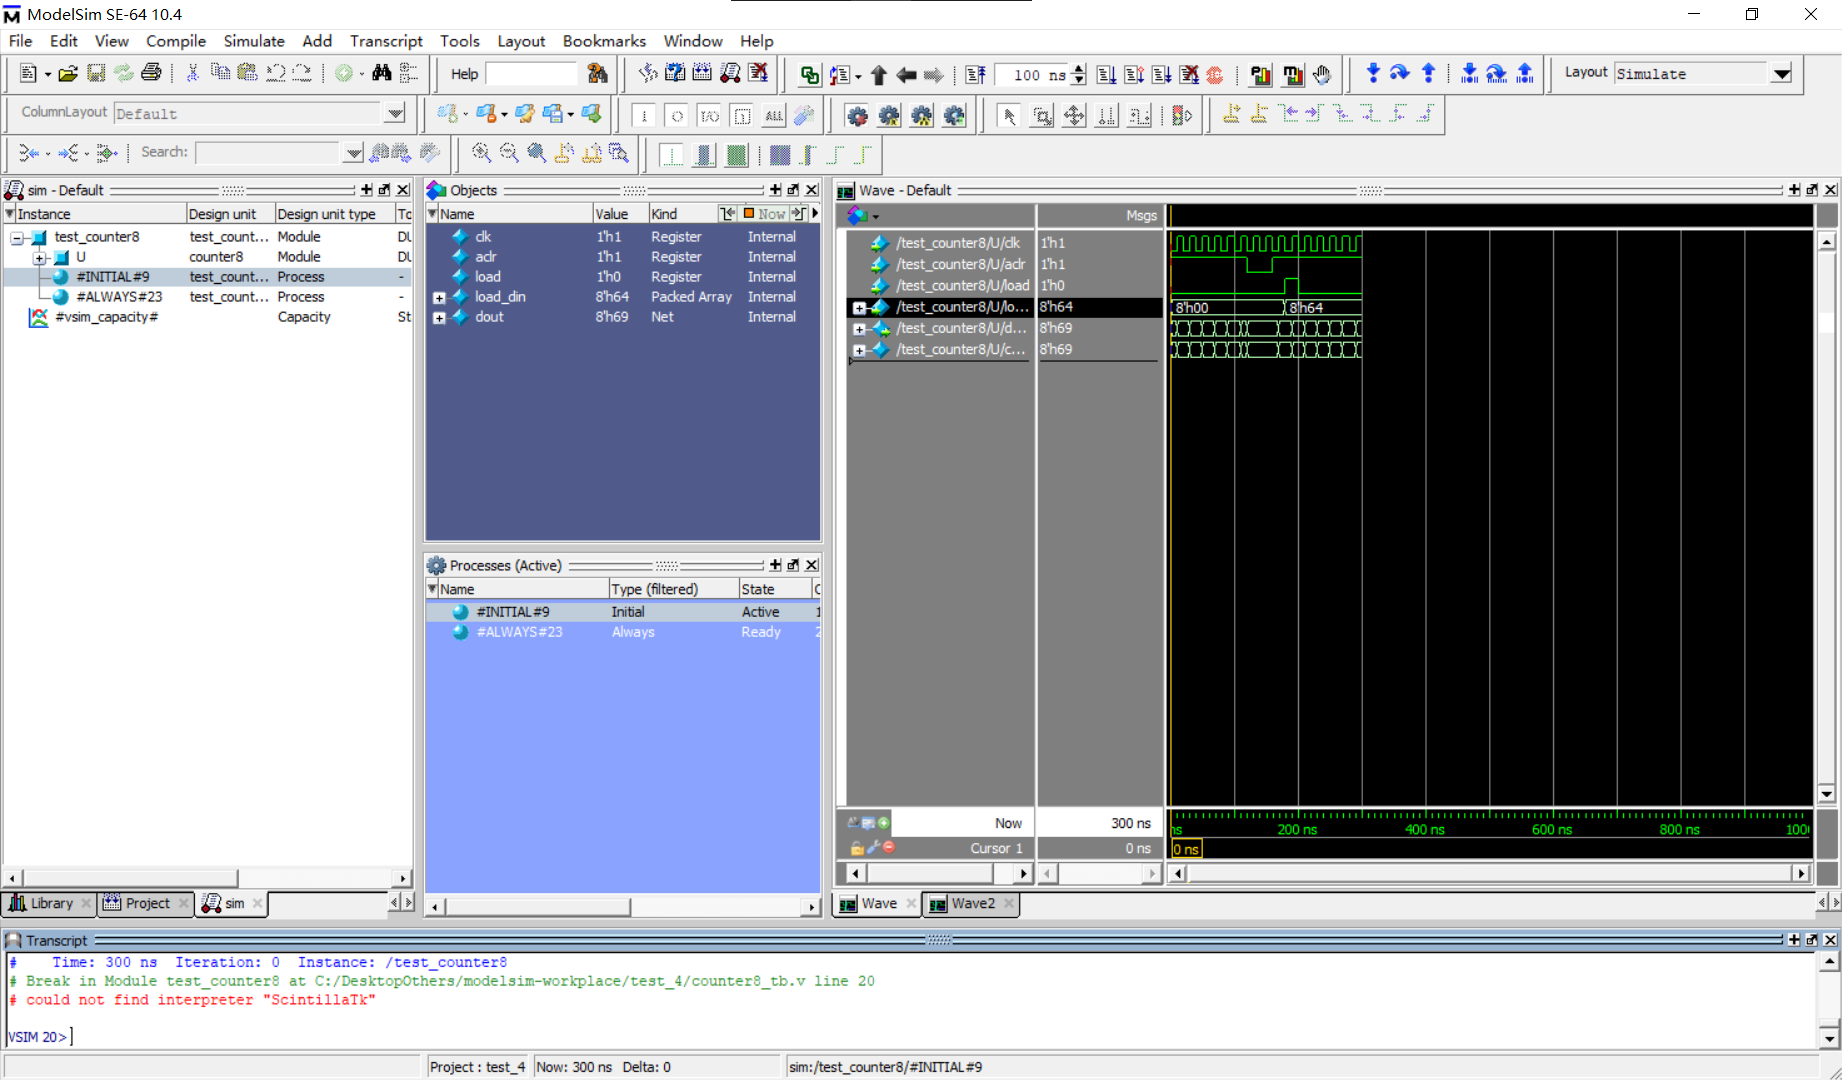 ModelSim SE-64 10.4
File Edit View Compile Simulate Add Transcript Tools Layout Bookmarks Window Help
Help 100 ns Layout Simulate
ColumnLayout Default I/O ALL
Search:
sim - Default
Instance Design unit Design unit type To
test_counter8 test_count... Module DU
U counter8 Module DU
#INITIAL#9 test_count... Process -
#ALWAYS#23 test_count... Process -
#vsim_capacity# Capacity St
Library Project sim
Objects
Name Value Kind Now
clk 1'h1 Register Internal
aclr 1'h1 Register Internal
load 1'h0 Register Internal
load_din 8'h64 Packed Array Internal
dout 8'h69 Net Internal
Processes (Active)
Name Type (filtered) State
#INITIAL#9 Initial Active 1
#ALWAYS#23 Always Ready 2
Wave - Default
Msgs
/test_counter8/U/clk 1'h1
/test_counter8/U/aclr 1'h1
/test_counter8/U/load 1'h0
/test_counter8/U/lo... 8'h64 8'h00 8'h64
/test_counter8/U/d... 8'h69
/test_counter8/U/c... 8'h69
Now 300 ns ns 200 ns 400 ns 600 ns 800 ns 100
Cursor 1 0 ns 0 ns
Wave Wave2
Transcript
# Time: 300 ns Iteration: 0 Instance: /test_counter8
# Break in Module test_counter8 at C:/DesktopOthers/modelsim-workplace/test_4/counter8_tb.v line 20
# could not find interpreter "ScintillaTk"
VSIM 20>
Project : test_4 Now: 300 ns Delta: 0 sim:/test_counter8/#INITIAL#9